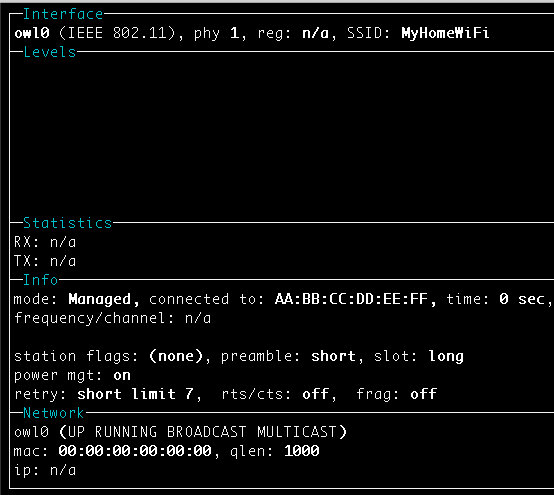 Interface
owl0 (IEEE 802.11), phy 1, reg: n/a, SSID: MyHomeWiFi
Levels
Statistics
RX: n/a
TX: n/a
Info
mode: Managed, connected to: AA:BB:CC:DD:EE:FF, time: 0 sec,
frequency/channel: n/a
station flags: (none), preamble: short, slot: long
power mgt: on
retry: short limit 7, rts/cts: off, frag: off
Network
owl0 (UP RUNNING BROADCAST MULTICAST)
mac: 00:00:00:00:00:00, qlen: 1000
ip: n/a